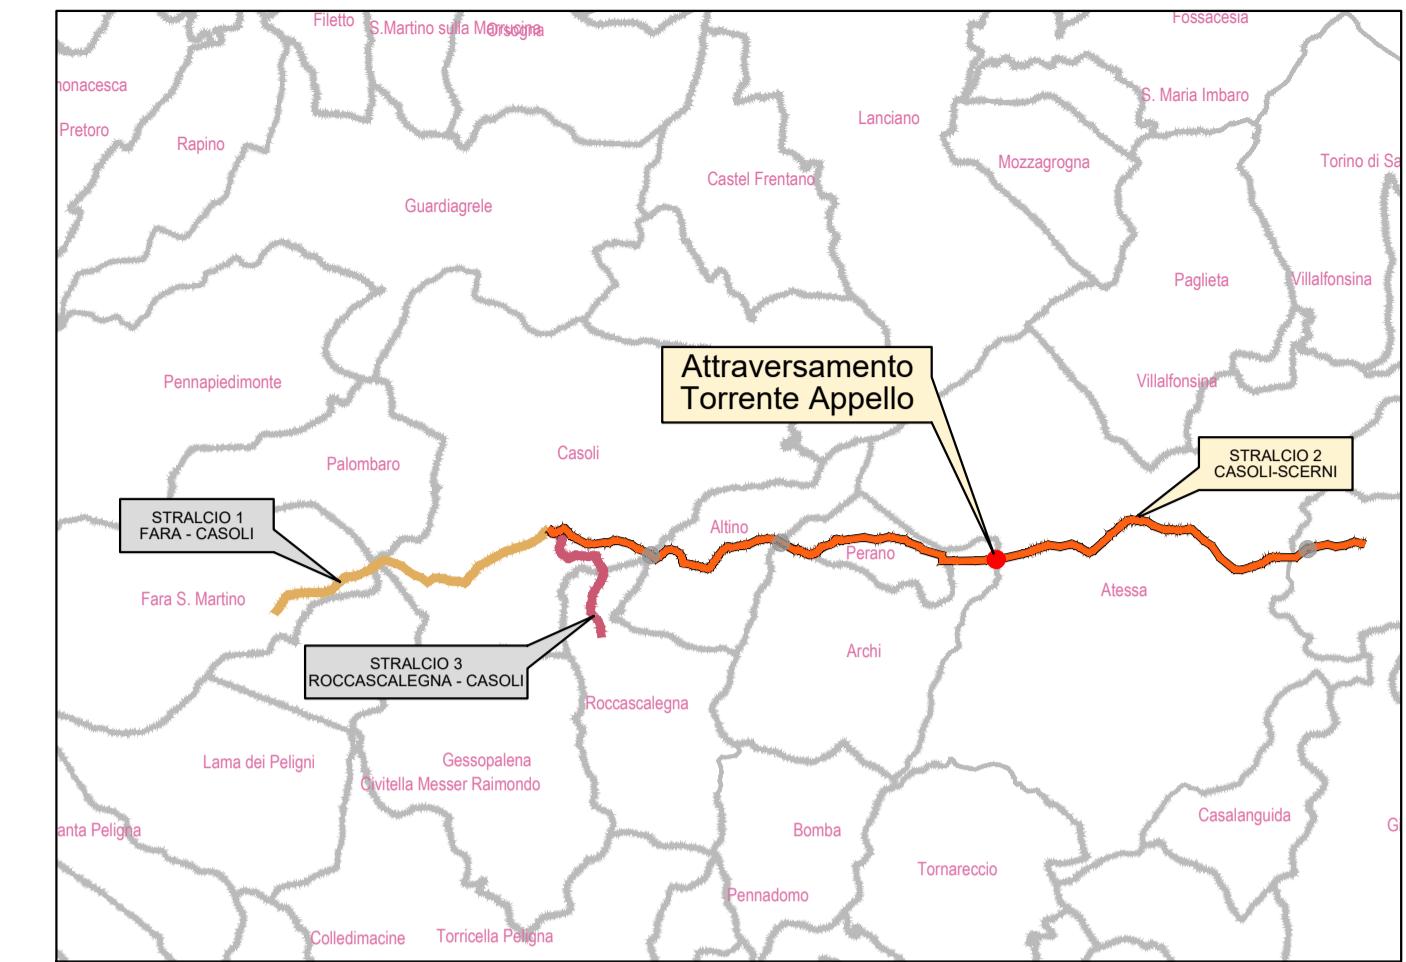 Filetto
S.Martino sulla Marrucina
Orsogna
Fossacesia
monacesca
S. Maria Imbaro
Lanciano
Pretoro
Rapino
Mozzagrogna
Torino di Sa
Castel Frentano
Guardiagrele
Paglieta
Villalfonsina
Attraversamento
Torrente Appello
Pennapiedimonte
Villalfonsina
Casoli
Palombaro
STRALCIO 2
CASOLI-SCERNI
STRALCIO 1
FARA - CASOLI
Altino
Perano
Fara S. Martino
Atessa
Archi
STRALCIO 3
ROCCASCALEGNA - CASOLI
Roccascalegna
Lama dei Peligni
Gessopalena
Civitella Messer Raimondo
Casalanguida
anta Peligna
Bomba
G
Tornareccio
Pennadomo
Colledimacine
Torricella Peligna